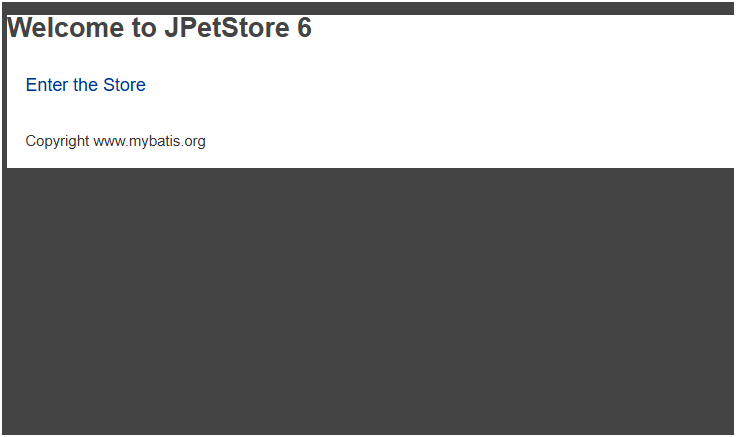 Welcome to JPetStore 6
Enter the Store
Copyright www.mybatis.org